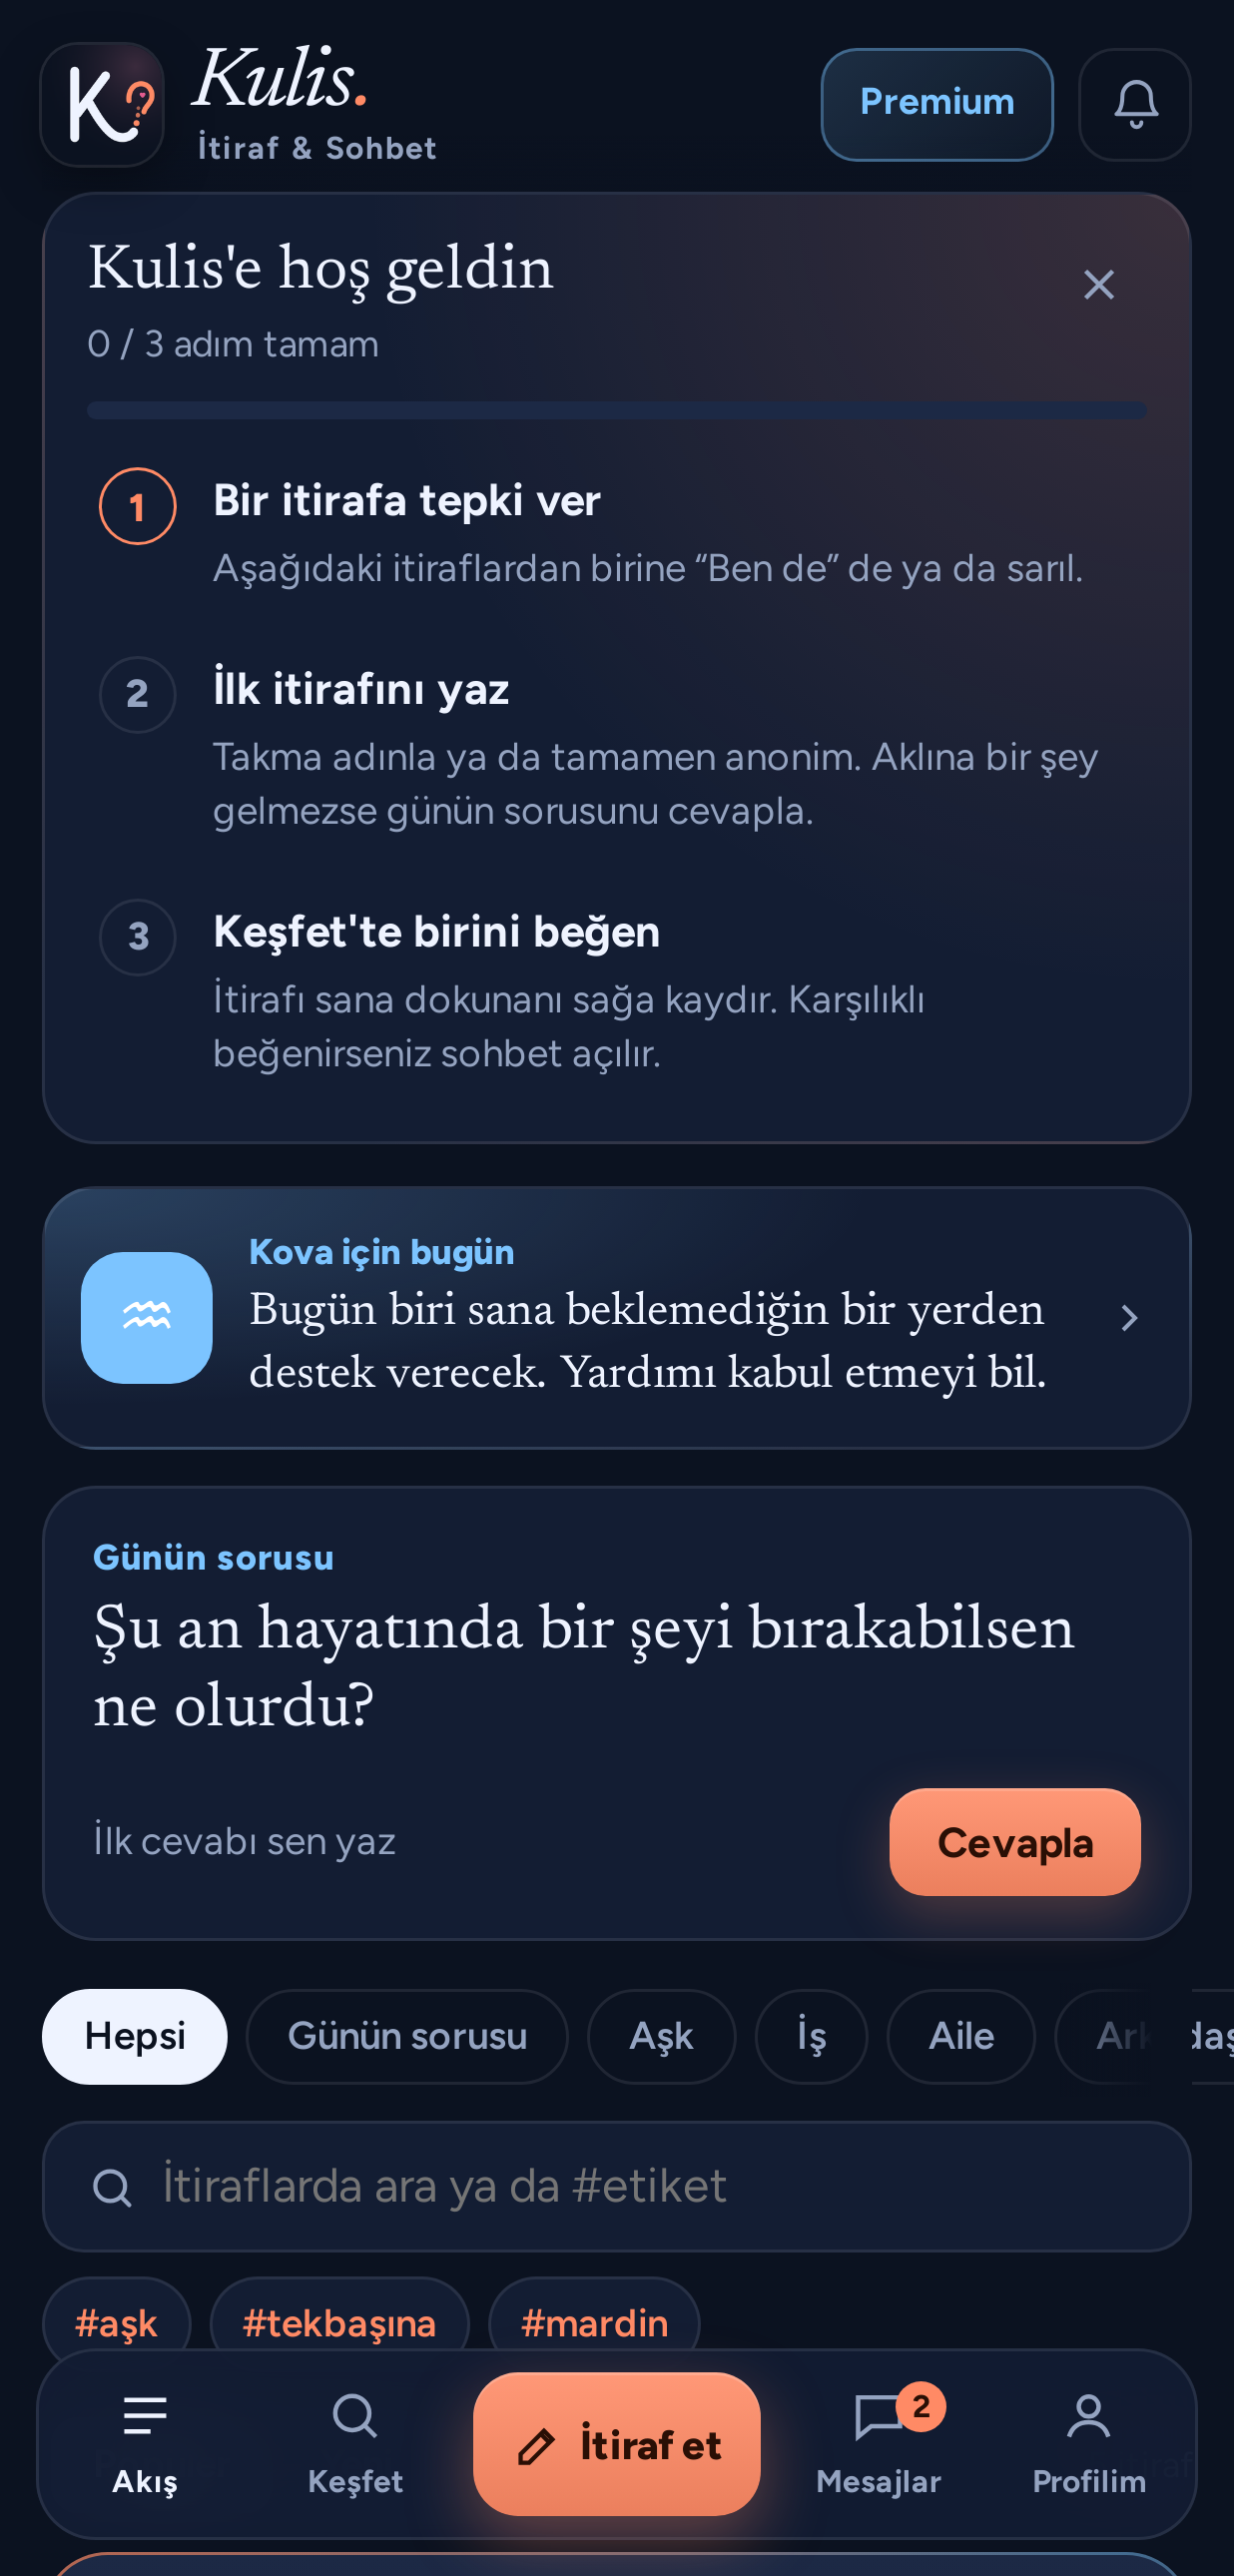 Kulis.
İtiraf & Sohbet
Premium
Kulis'e hoş geldin
0 / 3 adım tamam
1
Bir itirafa tepki ver
Aşağıdaki itiraflardan birine “Ben de” de ya da sarıl.
2
İlk itirafını yaz
Takma adınla ya da tamamen anonim. Aklına bir şey
gelmezse günün sorusunu cevapla.
3
Keşfet'te birini beğen
İtirafı sana dokunanı sağa kaydır. Karşılıklı
beğenirseniz sohbet açılır.
Kova için bugün
Bugün biri sana beklemediğin bir yerden
destek verecek. Yardımı kabul etmeyi bil.
Günün sorusu
Şu an hayatında bir şeyi bırakabilsen
ne olurdu?
İlk cevabı sen yaz
Cevapla
Hepsi
Günün sorusu
Aşk
İş
Aile
İtiraflarda ara ya da #etiket
#aşk
#tekbaşına
#mardin
Akış
Keşfet
İtiraf et
2
Mesajlar
Profilim